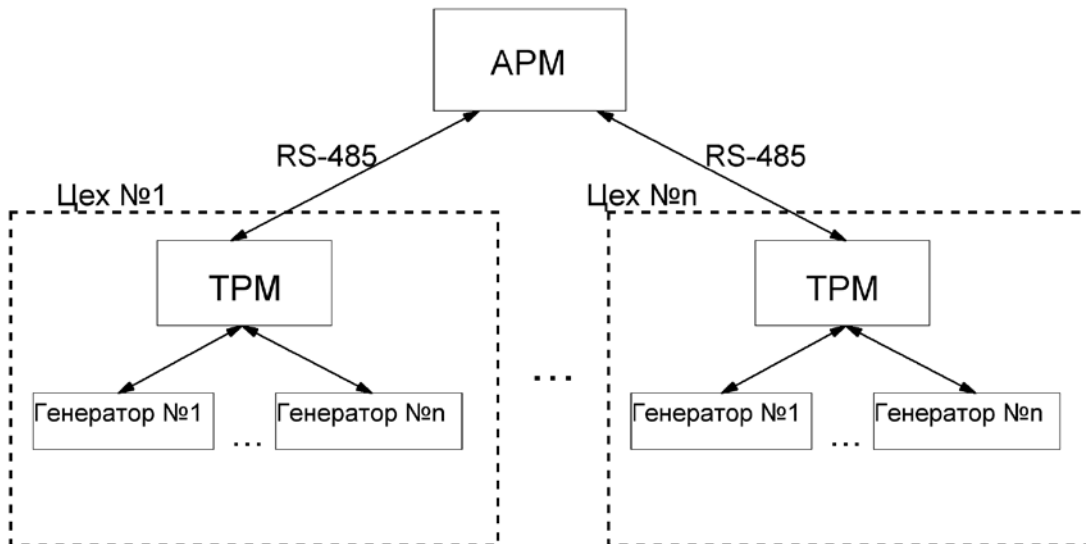 АРМ
RS-485
RS-485
Цех №1
Цех №n
ТРМ
ТРМ
...
Генератор №1
...
Генератор №n
Генератор №1
...
Генератор №n